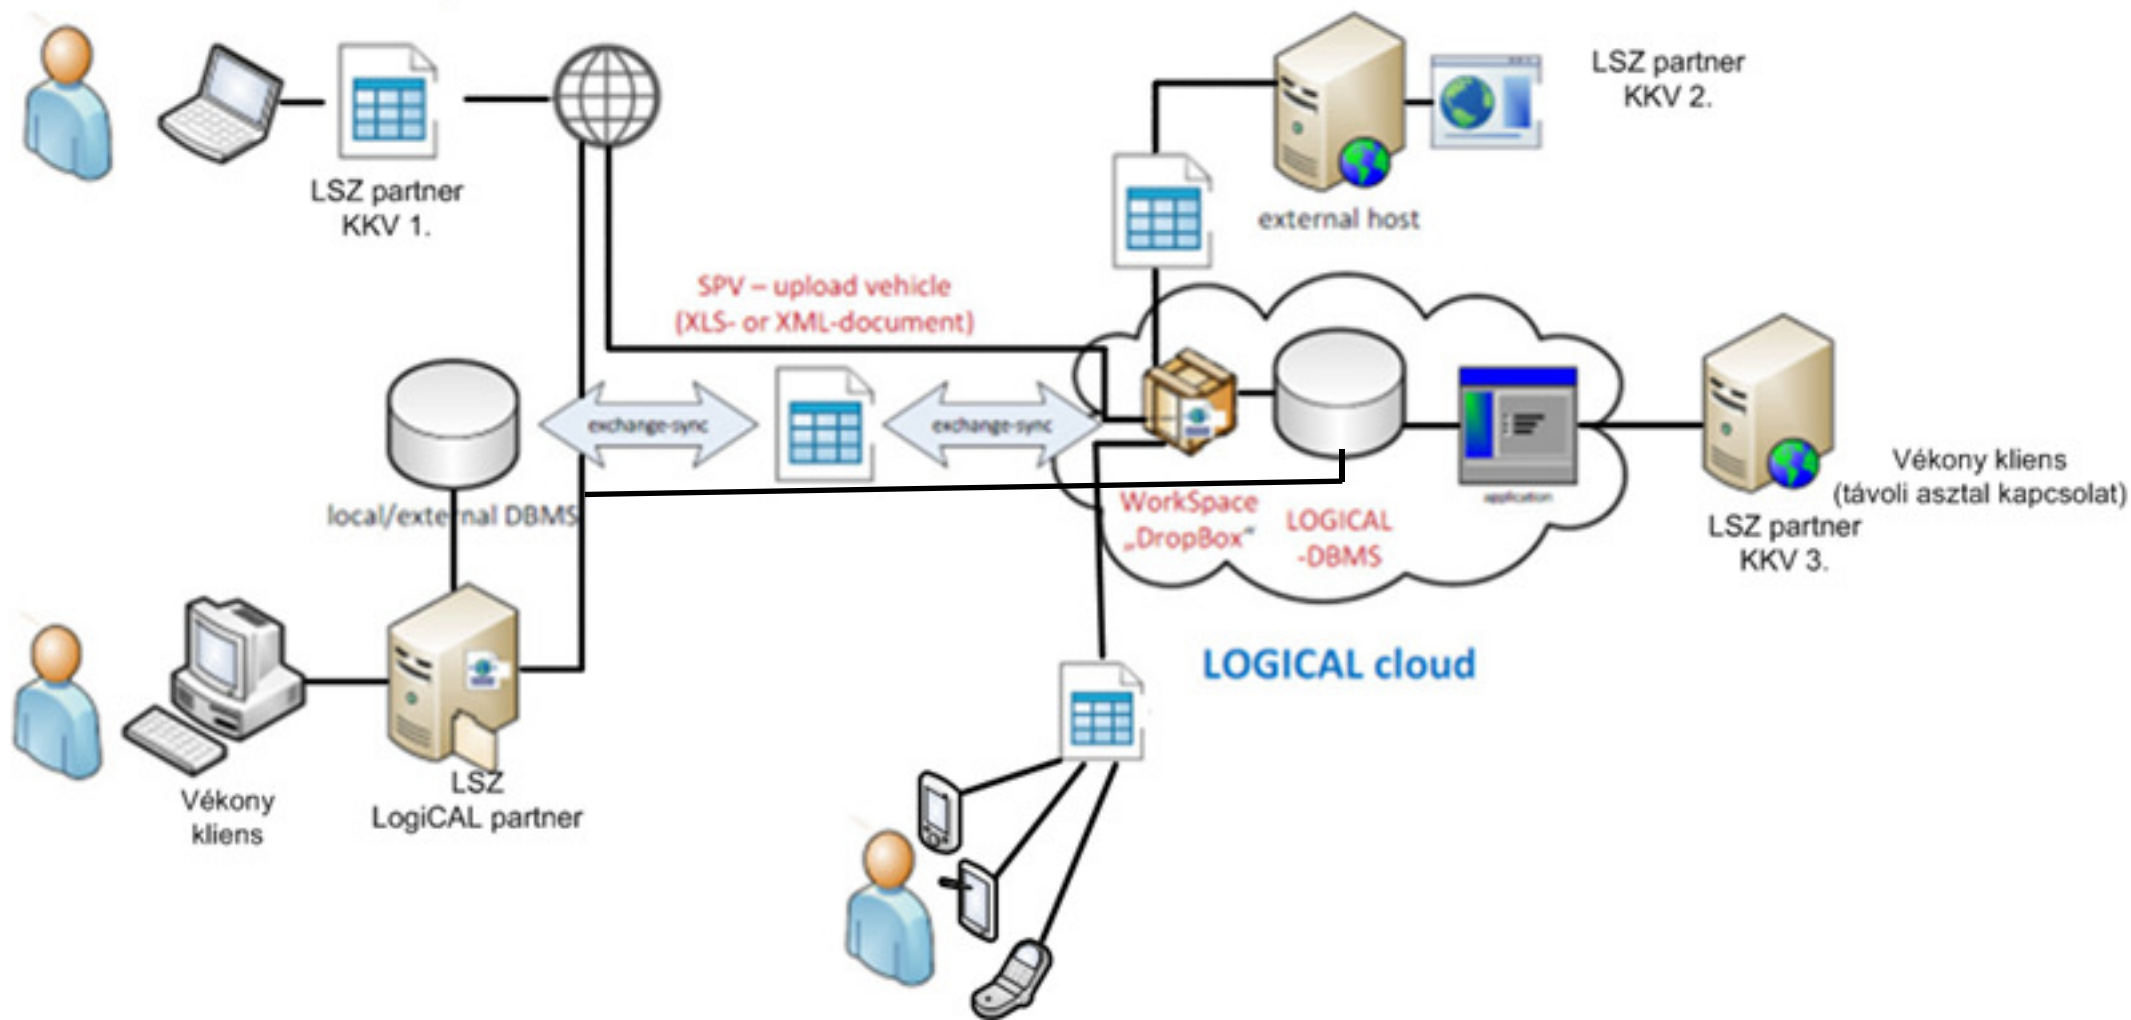 LSZ partner
KKV 1.
LSZ partner
KKV 2.
external host
SPV – upload vehicle
(XLS- or XML-document)
exchange-sync
exchange-sync
local/external DBMS
WorkSpace
„DropBox“
LOGICAL
-DBMS
application
Vékony kliens
(távoli asztal kapcsolat)
LSZ partner
KKV 3.
LOGICAL cloud
Vékony
kliens
LSZ
LogiCAL partner